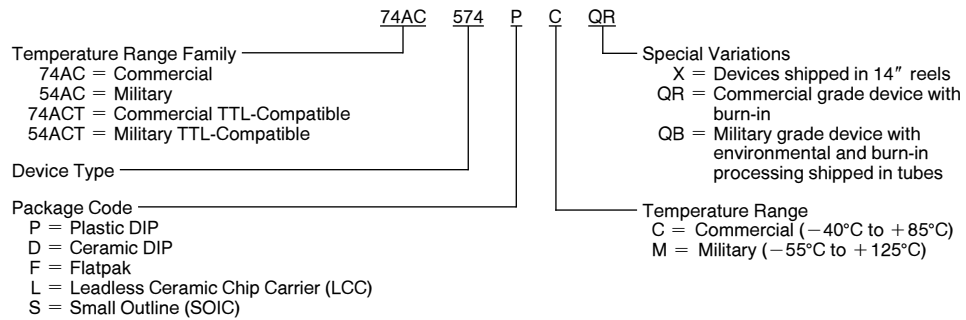 74AC 574 P C QR
Temperature Range Family
74AC = Commercial
54AC = Military
74ACT = Commercial TTL-Compatible
54ACT = Military TTL-Compatible
Device Type
Package Code
P = Plastic DIP
D = Ceramic DIP
F = Flatpak
L = Leadless Ceramic Chip Carrier (LCC)
S = Small Outline (SOIC)
Special Variations
X = Devices shipped in 14″ reels
QR = Commercial grade device with
burn-in
QB = Military grade device with
environmental and burn-in
processing shipped in tubes
Temperature Range
C = Commercial (−40°C to +85°C)
M = Military (−55°C to +125°C)